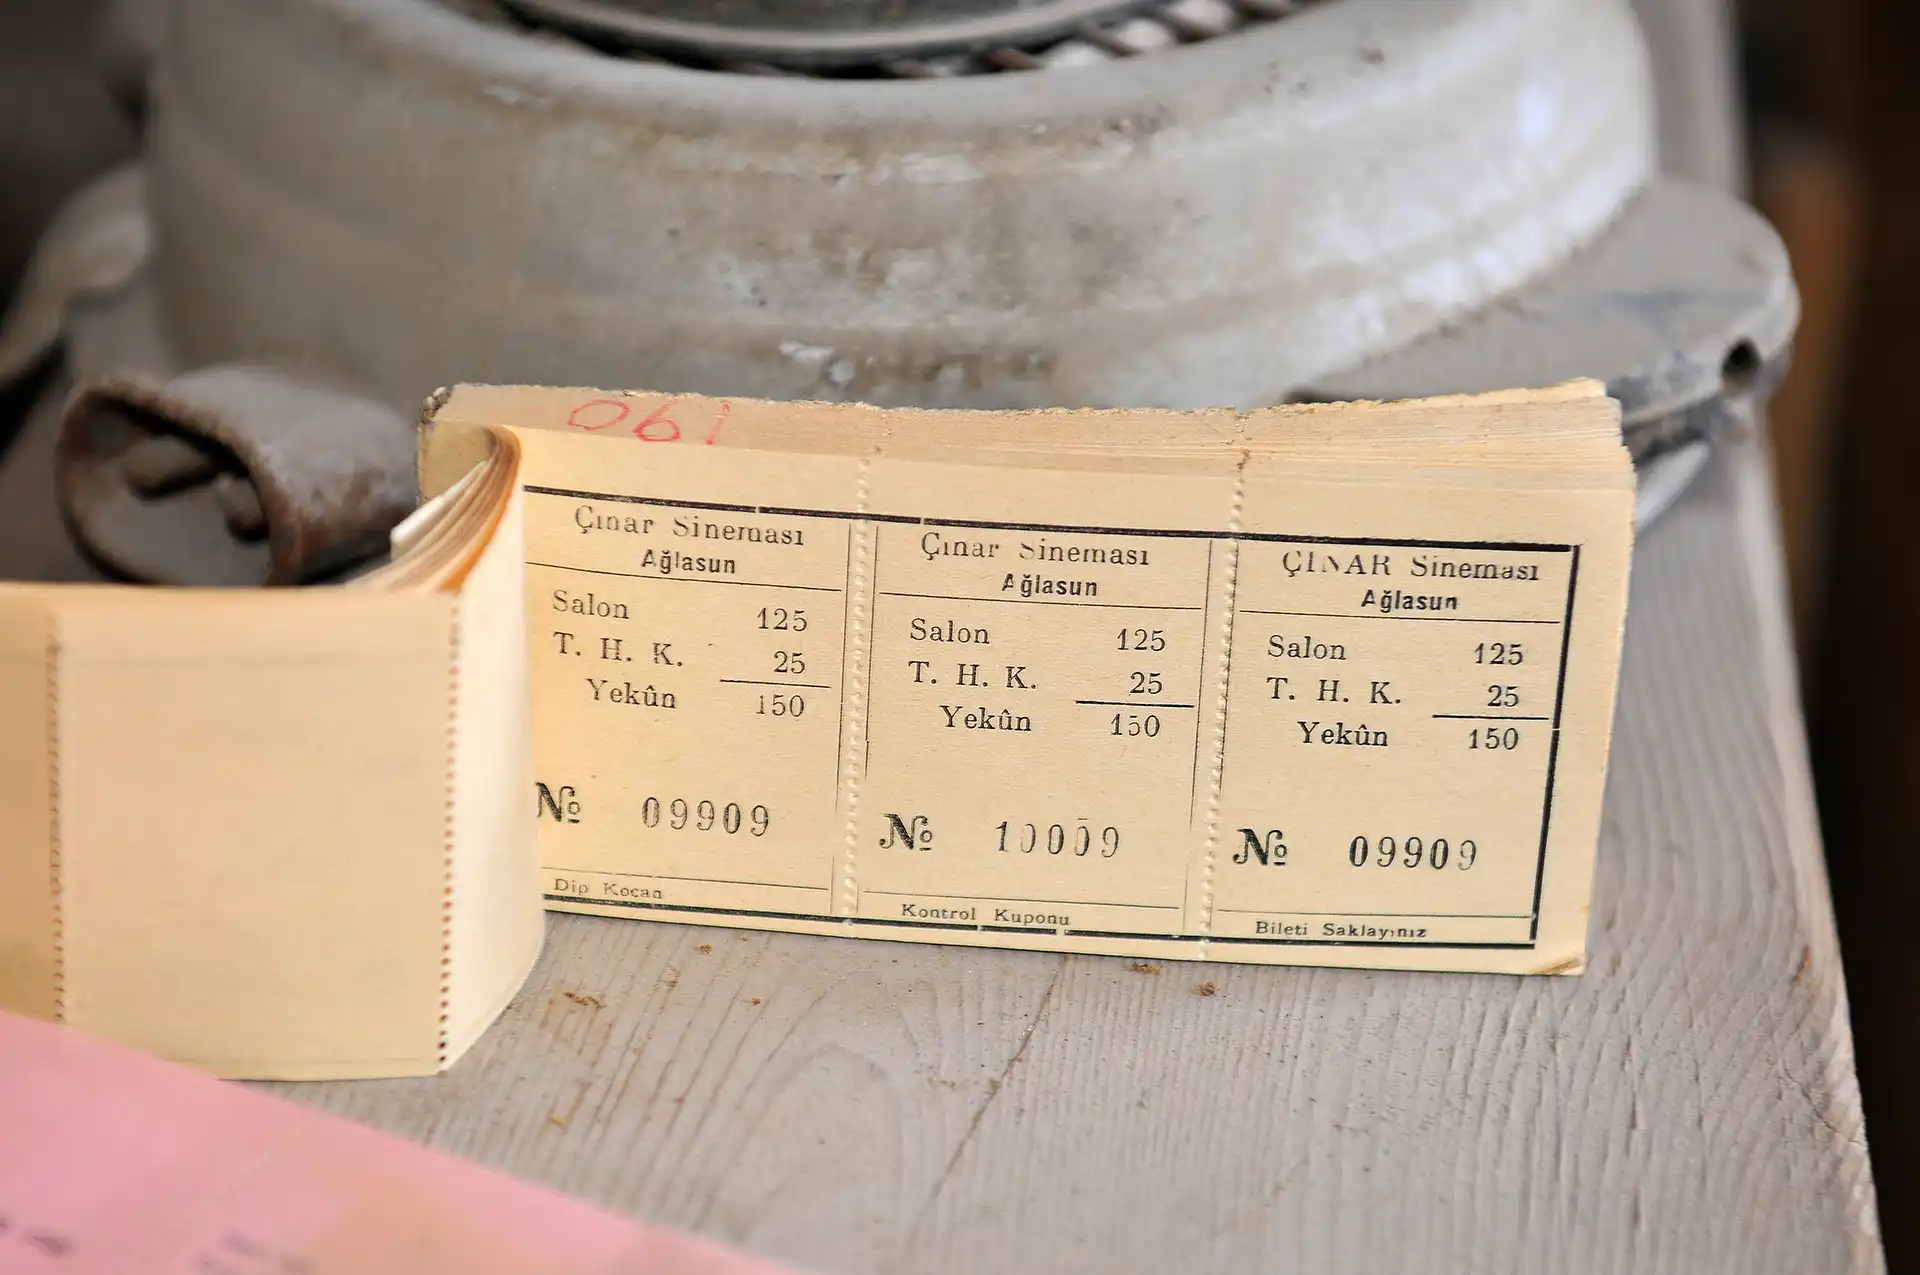 061
Çınar Sineması
Ağlasun
Salon 125
T. H. K. 25
Yekûn 150
№ 09909
Dip Koçan
Çınar Sineması
Ağlasun
Salon 125
T. H. K. 25
Yekûn 150
№ 10009
Kontrol Kuponu
ÇINAR Sineması
Ağlasun
Salon 125
T. H. K. 25
Yekûn 150
№ 09909
Bileti Saklayınız